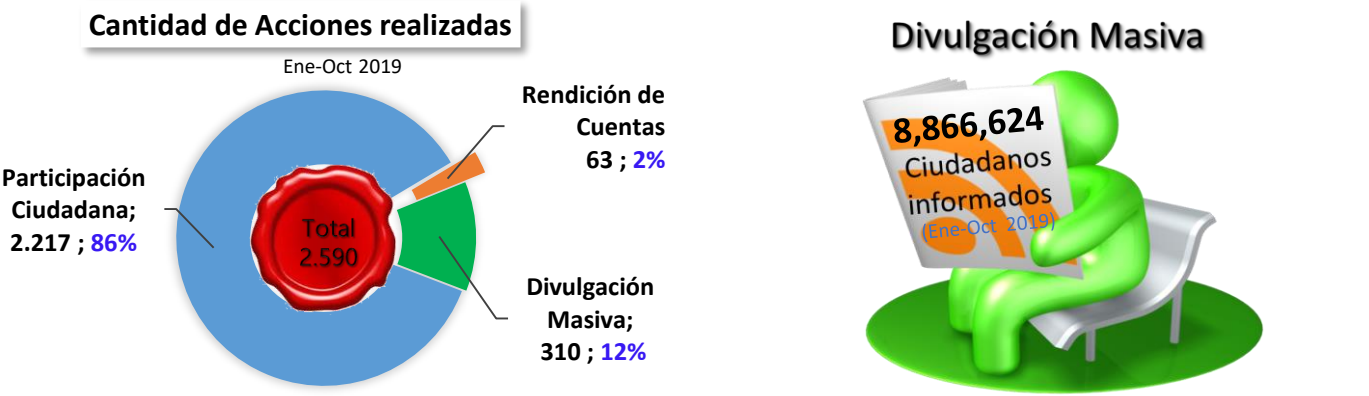 Cantidad de Acciones realizadas
Ene-Oct 2019
Rendición de
Cuentas
63 ; 2%
Participación
Ciudadana;
2.217 ; 86%
Total
2.590
Divulgación
Masiva;
310 ; 12%
Divulgación Masiva
8,866,624
Ciudadanos
informados
(Ene-Oct 2019)